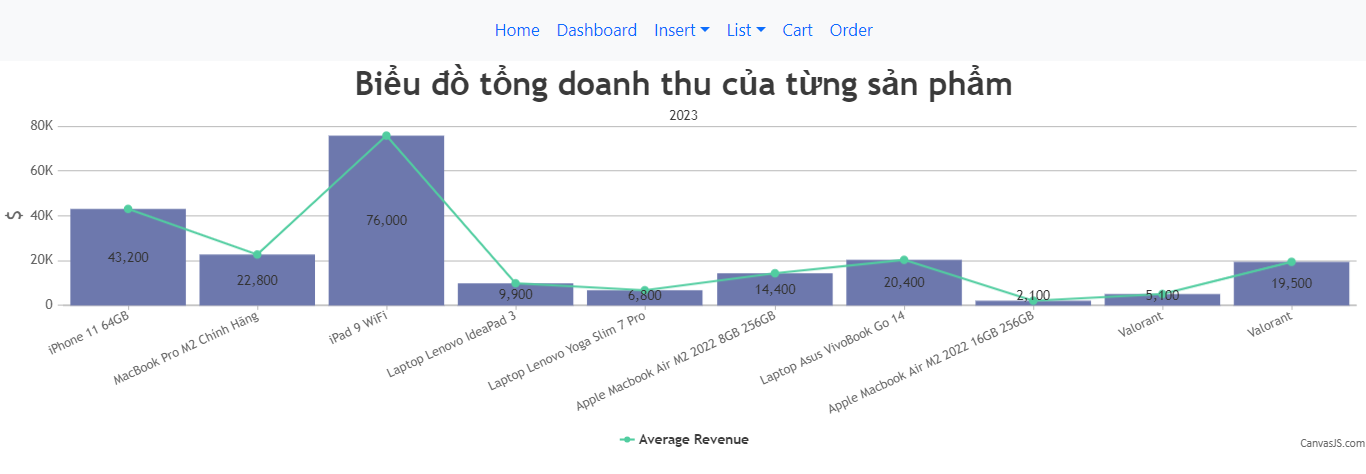 Home Dashboard Insert List Cart Order
Biểu đồ tổng doanh thu của từng sản phẩm
2023
80K
60K
40K
20K
0
$
43,200
22,800
76,000
9,900
6,800
14,400
20,400
2,100
5,100
19,500
iPhone 11 64GB
MacBook Pro M2 Chính Hãng
iPad 9 WiFi
Laptop Lenovo IdeaPad 3
Laptop Lenovo Yoga Slim 7 Pro
Apple Macbook Air M2 2022 8GB 256GB
Laptop Asus VivoBook Go 14
Apple Macbook Air M2 2022 16GB 256GB
Valorant
Valorant
Average Revenue
CanvasJS.com